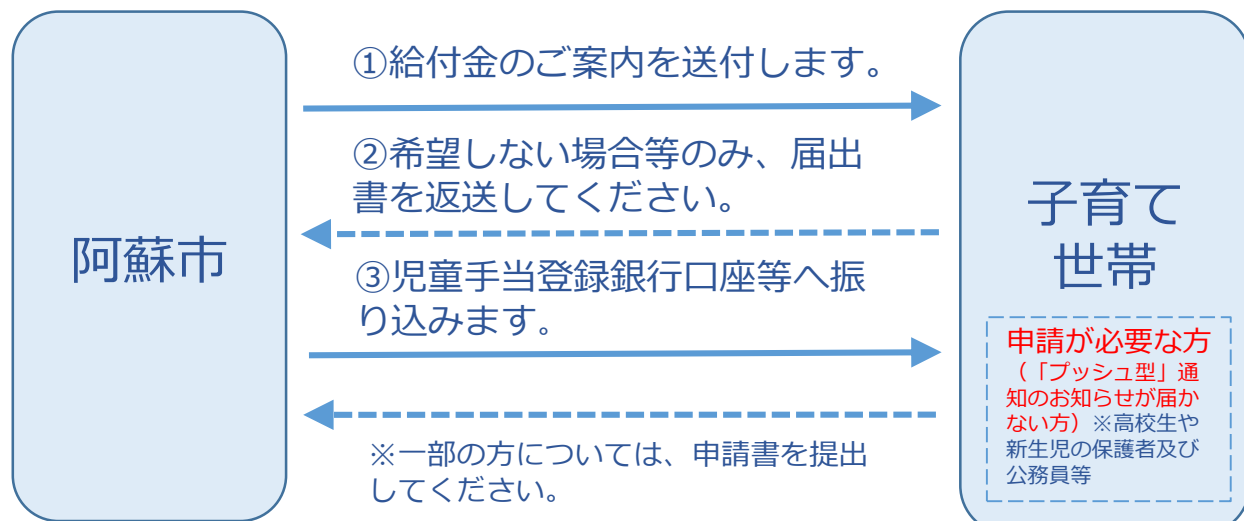 阿蘇市
①給付金のご案内を送付します。
②希望しない場合等のみ、届出
書を返送してください。
③児童手当登録銀行口座等へ振
り込みます。
※一部の方については、申請書を提出
してください。
子育て
世帯
申請が必要な方
（「プッシュ型」通
知のお知らせが届か
ない方）※高校生や
新生児の保護者及び
公務員等